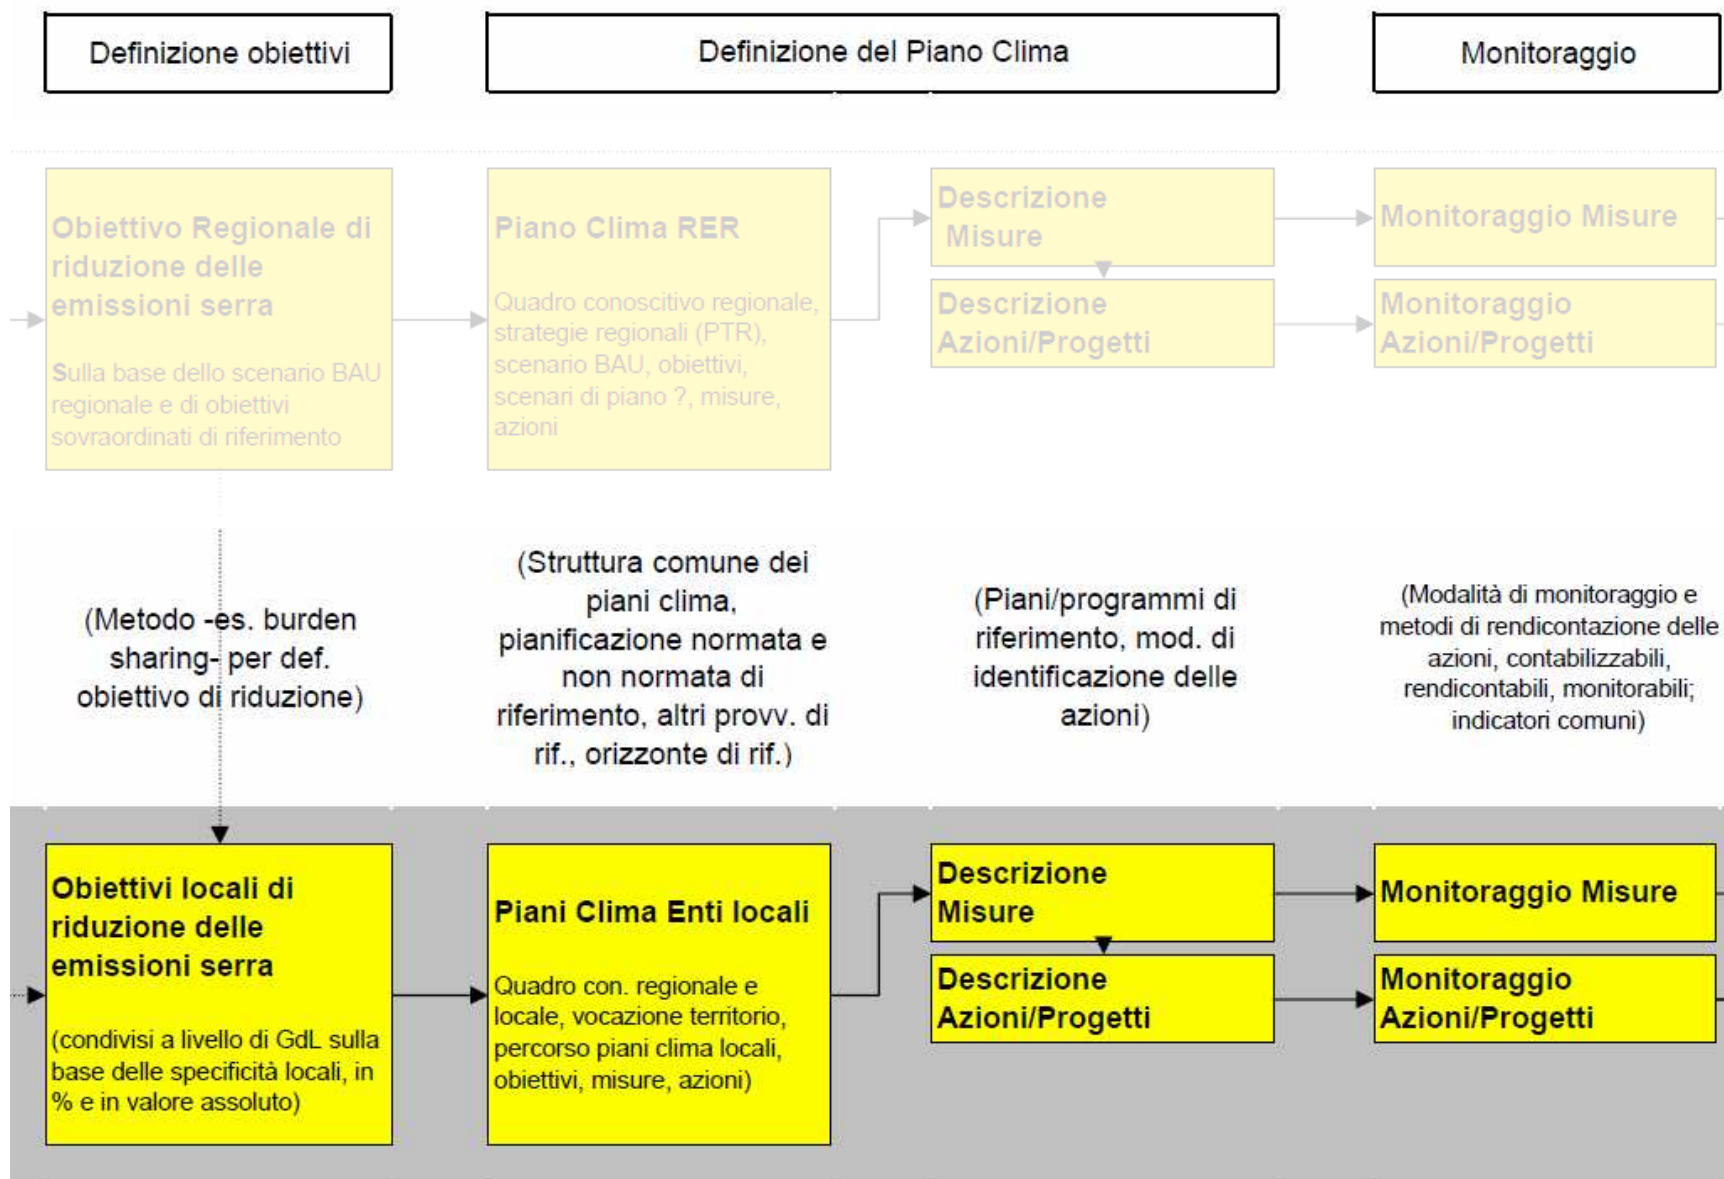 Definizione obiettivi
Definizione del Piano Clima
Monitoraggio
Obiettivo Regionale di
riduzione delle
emissioni serra
Sulla base dello scenario BAU
regionale e di obiettivi
sovraordinati di riferimento
Piano Clima RER
Quadro conoscitivo regionale,
strategie regionali (PTR),
scenario BAU, obiettivi,
scenari di piano ?, misure,
azioni
Descrizione
Misure
Descrizione
Azioni/Progetti
Monitoraggio Misure
Monitoraggio
Azioni/Progetti
(Metodo -es. burden
sharing- per def.
obiettivo di riduzione)
(Struttura comune dei
piani clima,
pianificazione normata e
non normata di
riferimento, altri provv. di
rif., orizzonte di rif.)
(Piani/programmi di
riferimento, mod. di
identificazione delle
azioni)
(Modalità di monitoraggio e
metodi di rendicontazione delle
azioni, contabilizzabili,
rendicontabili, monitorabili;
indicatori comuni)
Obiettivi locali di
riduzione delle
emissioni serra
(condivisi a livello di GdL sulla
base delle specificità locali, in
% e in valore assoluto)
Piani Clima Enti locali
Quadro con. regionale e
locale, vocazione territorio,
percorso piani clima locali,
obiettivi, misure, azioni)
Descrizione
Misure
Descrizione
Azioni/Progetti
Monitoraggio Misure
Monitoraggio
Azioni/Progetti